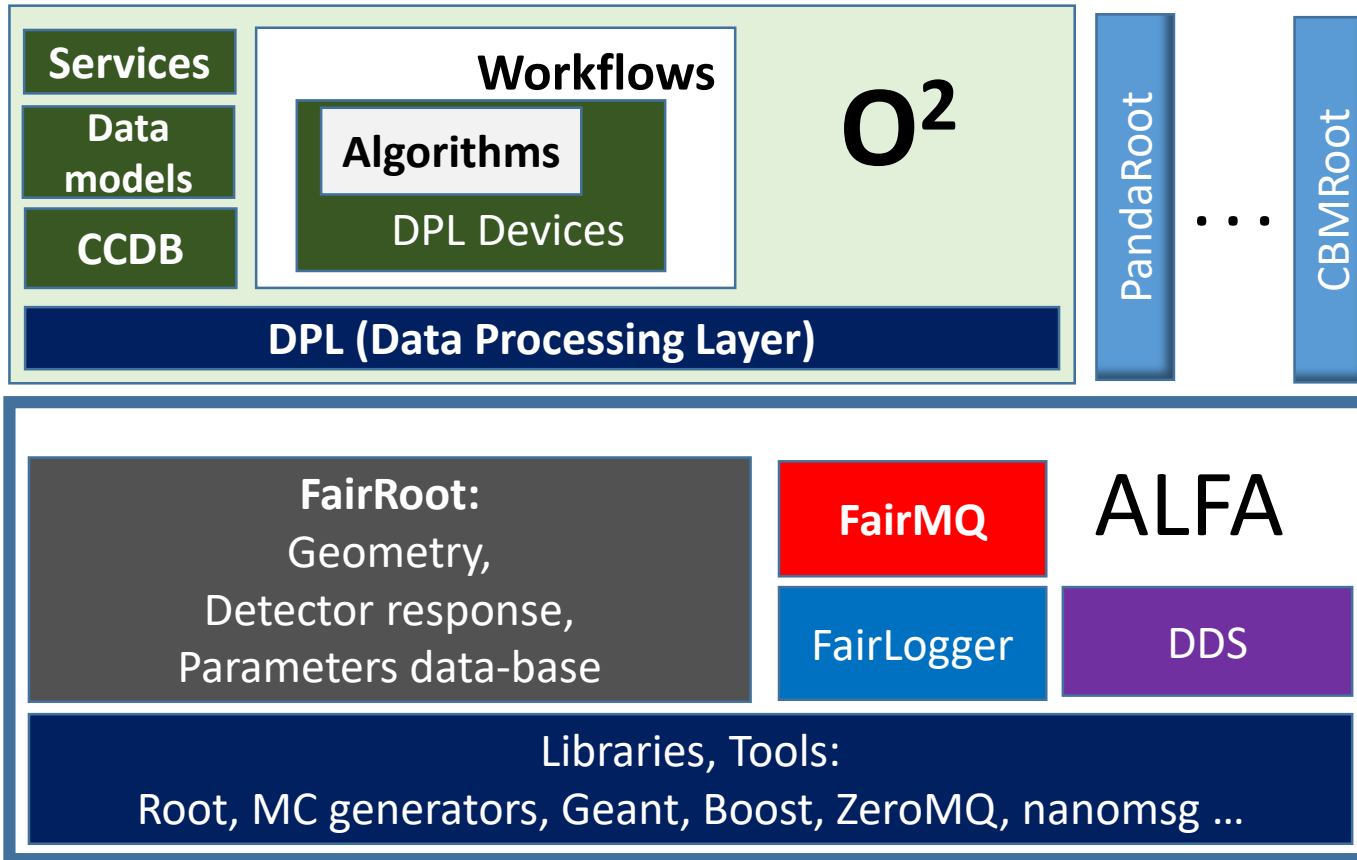 Services
Data
models
CCDB
Workflows
Algorithms
DPL Devices
O²
DPL (Data Processing Layer)
PandaRoot
...
CBMRoot
FairRoot:
Geometry,
Detector response,
Parameters data-base
FairMQ
ALFA
FairLogger
DDS
Libraries, Tools:
Root, MC generators, Geant, Boost, ZeroMQ, nanomsg ...